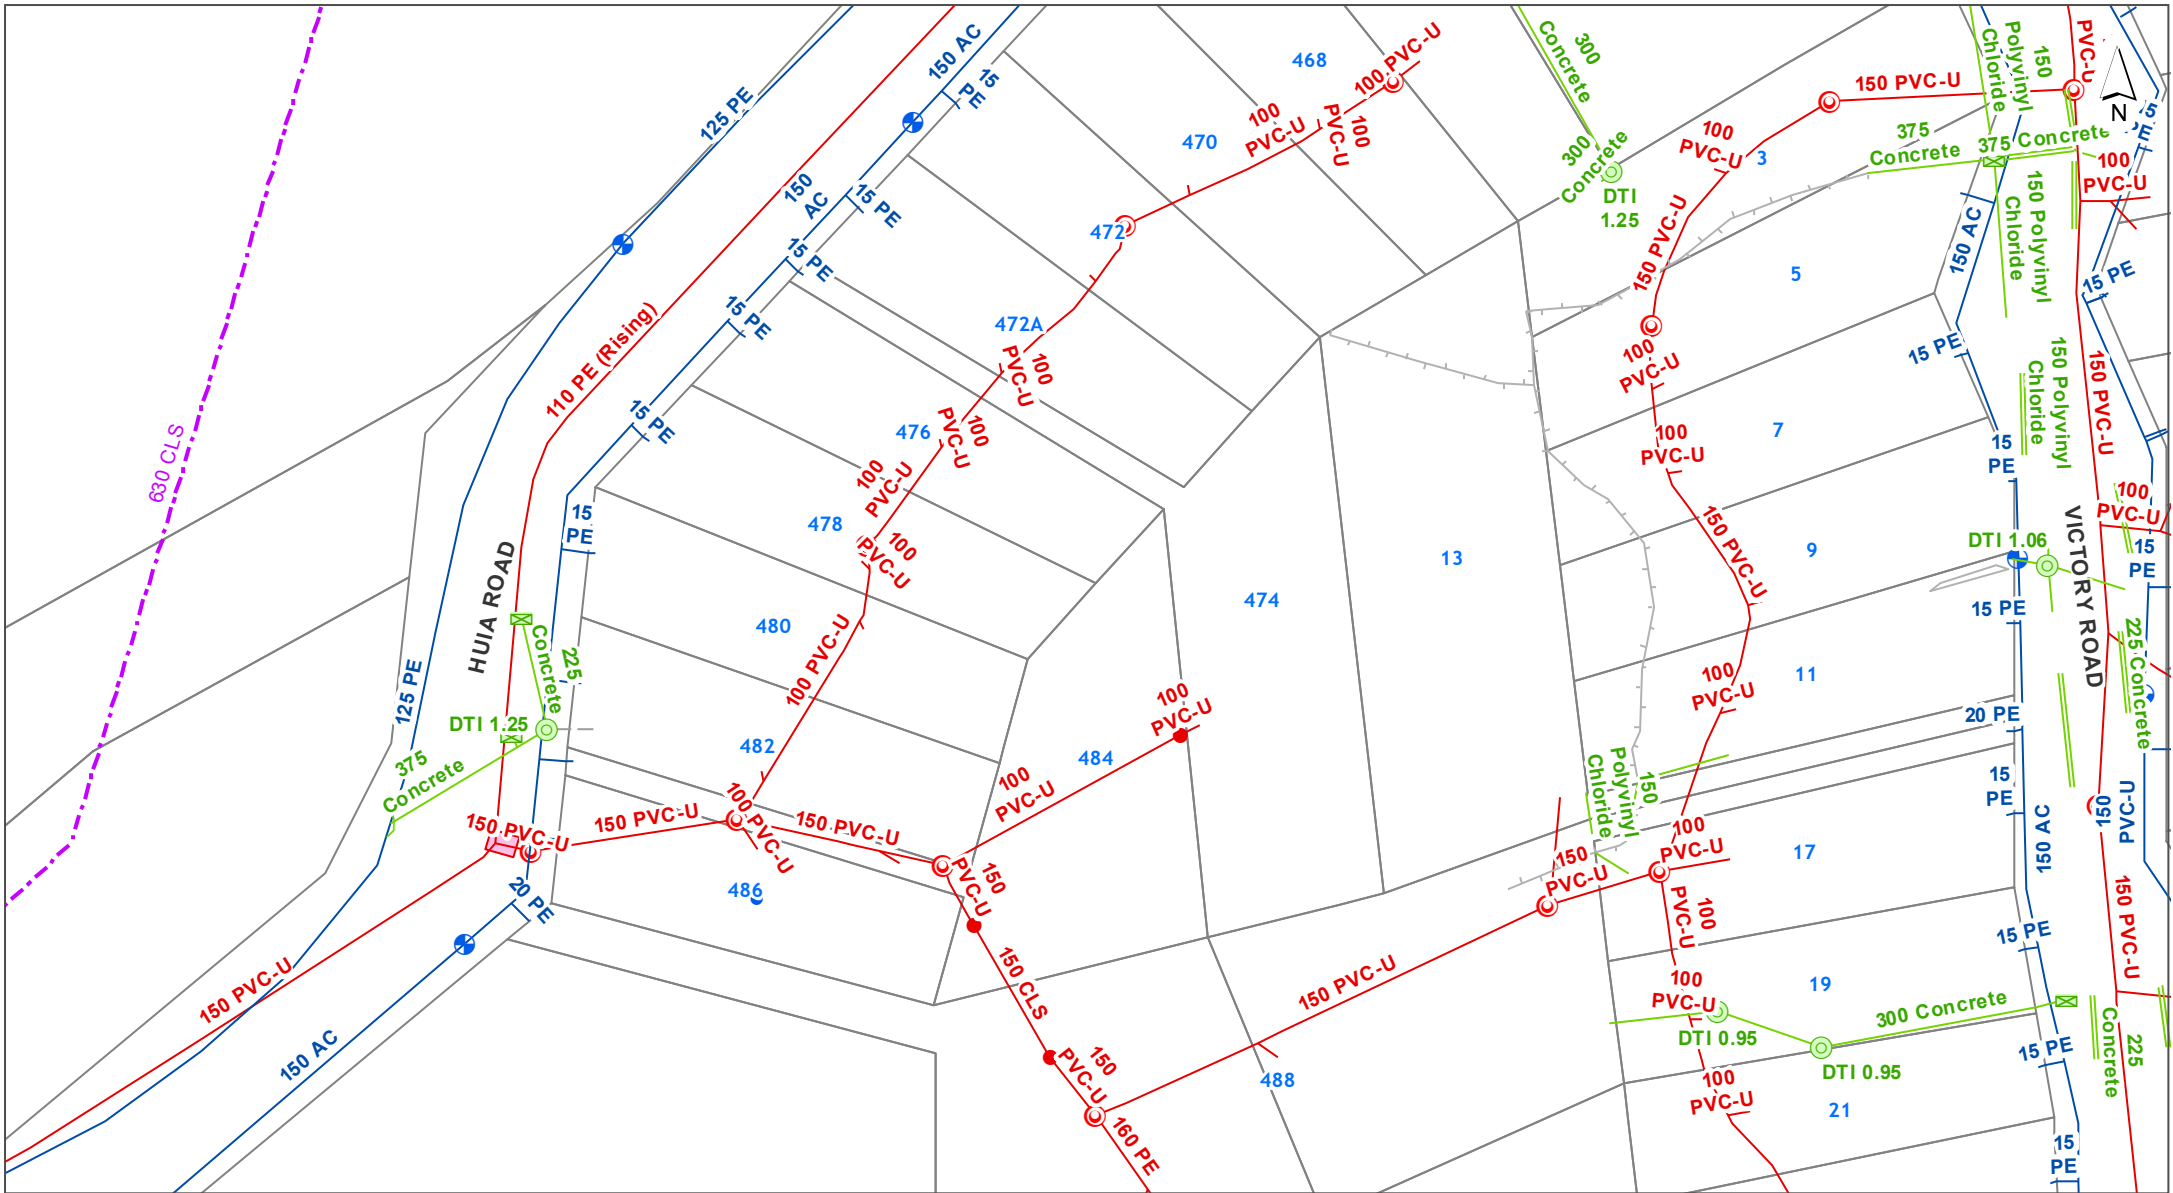 125 PE
150 AC
15
PE
468
100 PVC-U
300
Concrete
Polyvinyl
Chloride
150
PVC-U
N
150 PVC-U
470
100
PVC-U
100
PVC-U
300
Concrete
DTI
1.25
100
PVC-U
3
375
Concrete
375 Concrete
15
PE
100
PVC-U
150
AC
15 PE
472
150 PVC-U
150 AC
150 Polyvinyl
Chloride
15 PE
15 PE
5
15 PE
472A
110 PE (Rising)
100
PVC-U
100
PVC-U
15 PE
150 Polyvinyl
Chloride
150 PVC-U
15 PE
476
100
PVC-U
7
100
PVC-U
15
PE
630 CLS
100
PVC-U
100
PVC-U
478
15
PE
100
PVC-U
150 PVC-U
9
DTI 1.06
15
PE
HUIA ROAD
VICTORY ROAD
13
474
480
15 PE
225
Concrete
100 PVC-U
125 PE
100
PVC-U
100
PVC-U
11
20 PE
225 Concrete
DTI 1.25
482
484
375
Concrete
100
PVC-U
Polyvinyl
Chloride
150
15
PE
150
PVC-U
150 PVC-U
150 PVC-U
100
PVC-U
150 PVC-U
100
PVC-U
150
PVC-U
17
150 AC
486
20 PE
150
PVC-U
100
PVC-U
15 PE
150 PVC-U
150 PVC-U
150 CLS
150 PVC-U
100
PVC-U
19
300 Concrete
DTI 0.95
DTI 0.95
15 PE
225
Concrete
150 AC
150
PVC-U
488
100
PVC-U
21
160 PE
15
PE